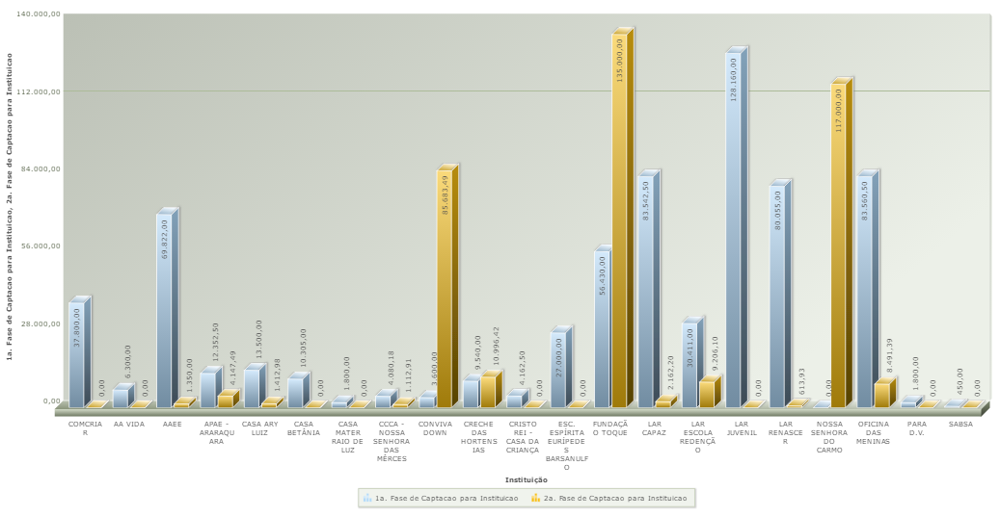 140.000,00
112.000,00
84.000,00
56.000,00
28.000,00
0,00
1a. Fase de Captacao para Instituicao, 2a. Fase de Captacao para Instituicao
37.800,00
0,00
6.300,00
0,00
69.822,00
1.350,00
12.352,50
4.147,49
13.500,00
1.412,98
10.305,00
0,00
1.800,00
0,00
4.080,18
1.112,91
3.600,00
85.683,49
9.540,00
10.996,42
4.162,50
0,00
27.000,00
0,00
56.430,00
135.000,00
83.542,50
2.162,20
30.411,00
9.206,10
128.160,00
0,00
80.055,00
613,93
0,00
117.000,00
83.560,50
8.491,39
1.800,00
0,00
450,00
0,00
COMCRIA
R
AA VIDA
AAEE
APAE -
ARARAQU
ARA
CASA ARY
LUIZ
CASA
BETÂNIA
CASA
MATER
RAIO DE
LUZ
CCCA -
NOSSA
SENHORA
DAS
MÊRCES
CONVIVA
DOWN
CRECHE
DAS
HORTENS
IAS
CRISTO
REI -
CASA DA
CRIANÇA
ESC.
ESPÍRITA
EURÍPEDE
S
BARSANULF
O
FUNDAÇÃ
O TOQUE
LAR
CAPAZ
LAR
ESCOLA
REDENÇÃ
O
LAR
JUVENIL
LAR
RENASCE
R
NOSSA
SENHORA
DO
CARMO
OFICINA
DAS
MENINAS
PARA
D.V.
SABSA
Instituição
1a. Fase de Captacao para Instituicao
2a. Fase de Captacao para Instituicao